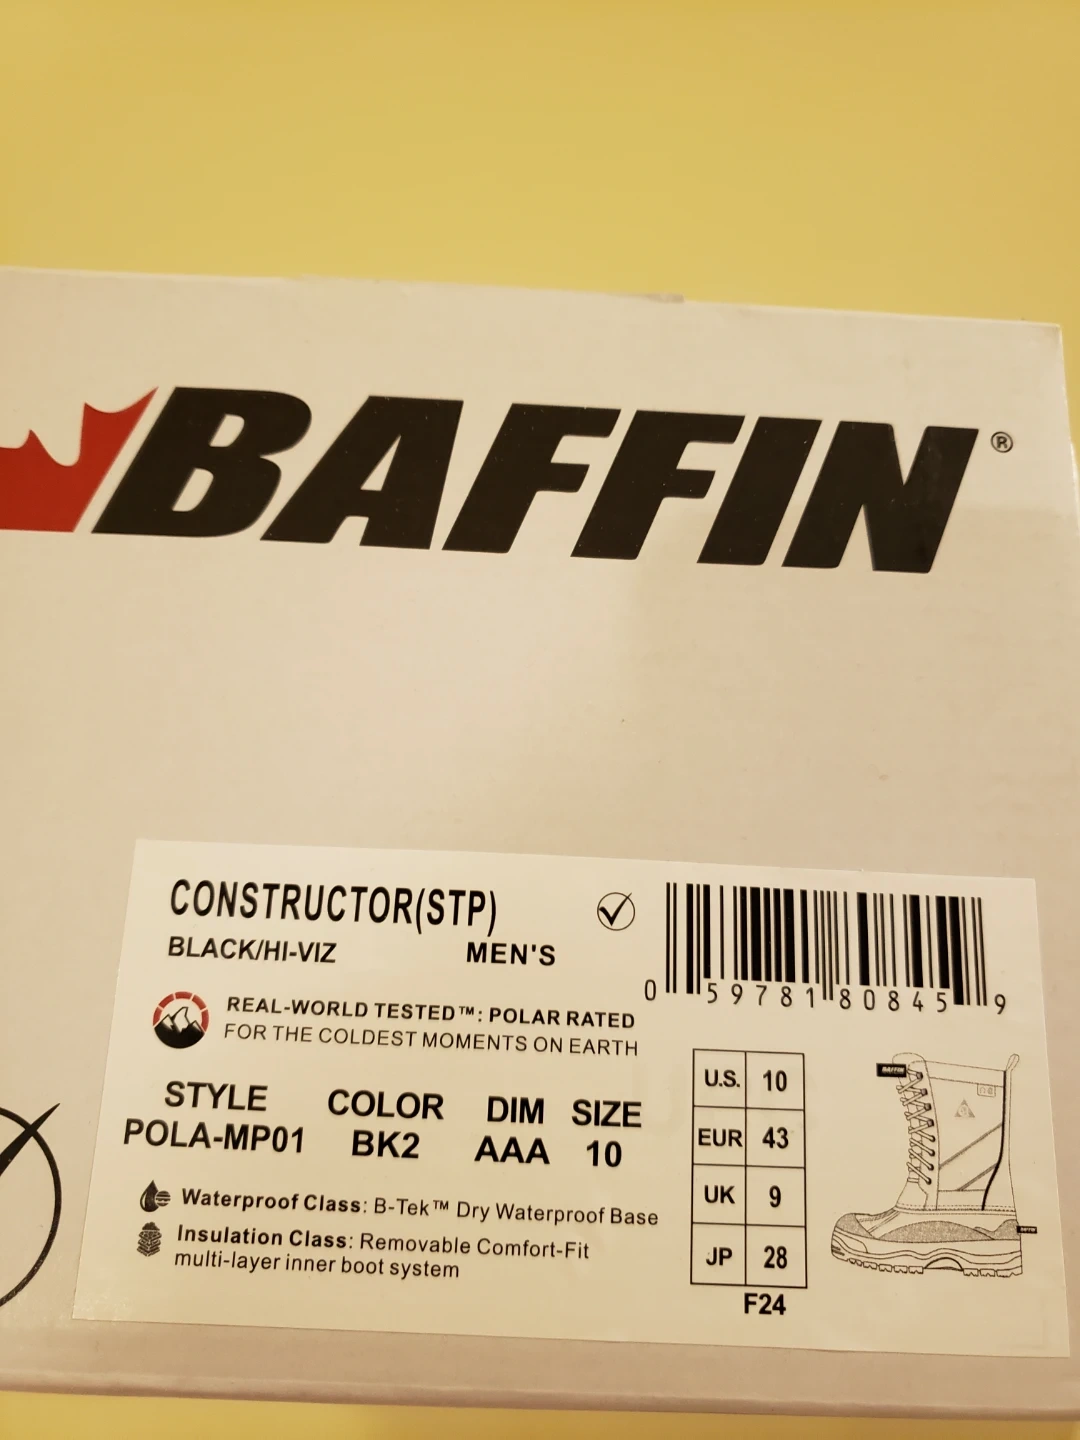 BAFFIN®
CONSTRUCTOR(STP)
BLACK/HI-VIZ MEN'S
0 59781 80845 9
REAL-WORLD TESTED™: POLAR RATED
FOR THE COLDEST MOMENTS ON EARTH
STYLE COLOR DIM SIZE
POLA-MP01 BK2 AAA 10
Waterproof Class: B-Tek™ Dry Waterproof Base
Insulation Class: Removable Comfort-Fit
multi-layer inner boot system
U.S. 10
EUR 43
UK 9
JP 28
F24
BAFFIN